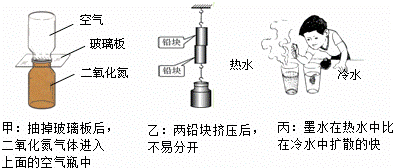 空气
玻璃板
二氧化氮
铅块
铅块
热水
冷水
甲：抽掉玻璃板后，
二氧化氮气体进入
上面的空气瓶中
乙：两铅块挤压后，
不易分开
丙：墨水在热水中比
在冷水中扩散的快